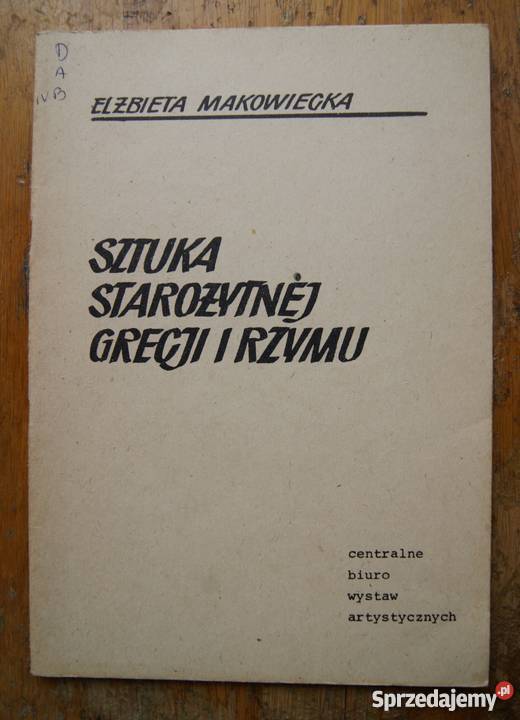 D
A
IVB
ELŻBIETA MAKOWIECKA
SZTUKA
STAROŻYTNEJ
GRECJI I RZYMU
centralne
biuro
wystaw
artystycznych
Sprzedajemy.pl